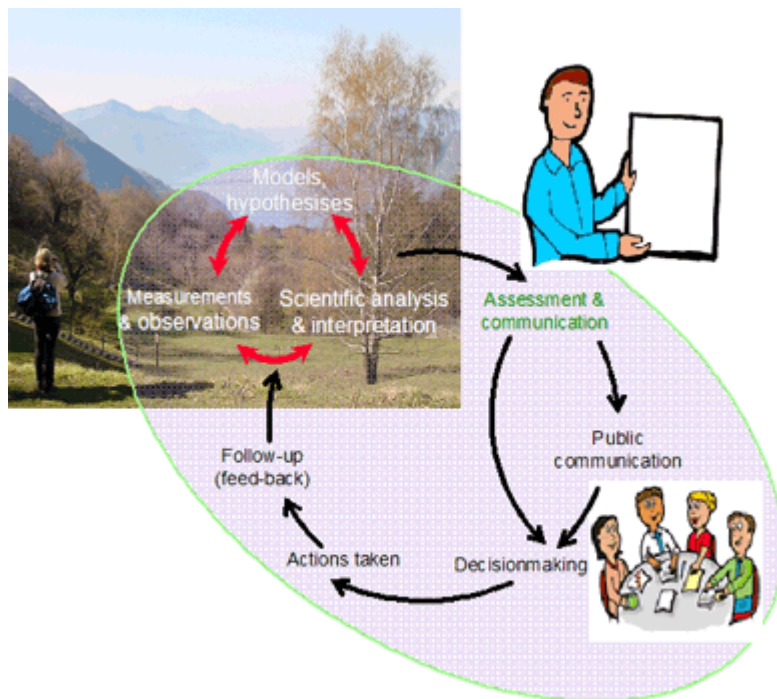 Models,
hypothesises
Measurements
& observations
Scientific analysis
& interpretation
Assessment &
communication
Public
communication
Follow-up
(feed-back)
Actions taken
Decisionmaking